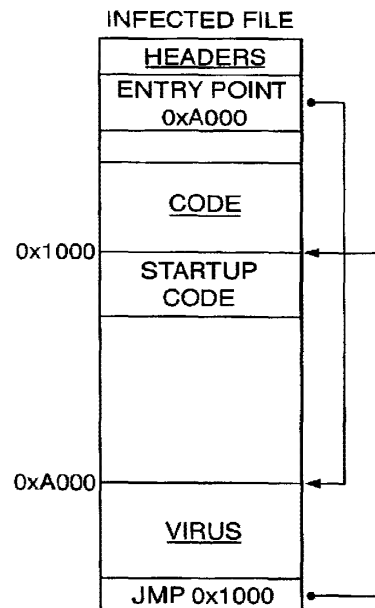 INFECTED FILE
HEADERS
ENTRY POINT
0xA000
CODE
0x1000
STARTUP
CODE
0xA000
VIRUS
JMP 0x1000